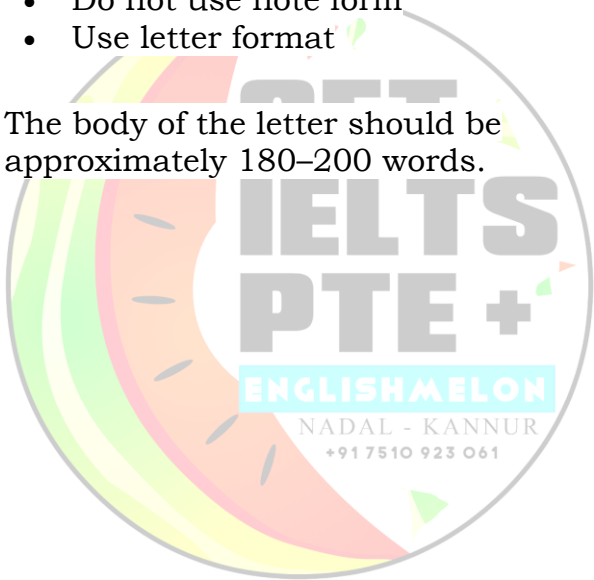 • Do not use note form
• Use letter format
The body of the letter should be
approximately 180–200 words.
OET
IELTS
PTE +
ENGLISHMELON
NADAL - KANNUR
+91 7510 923 061